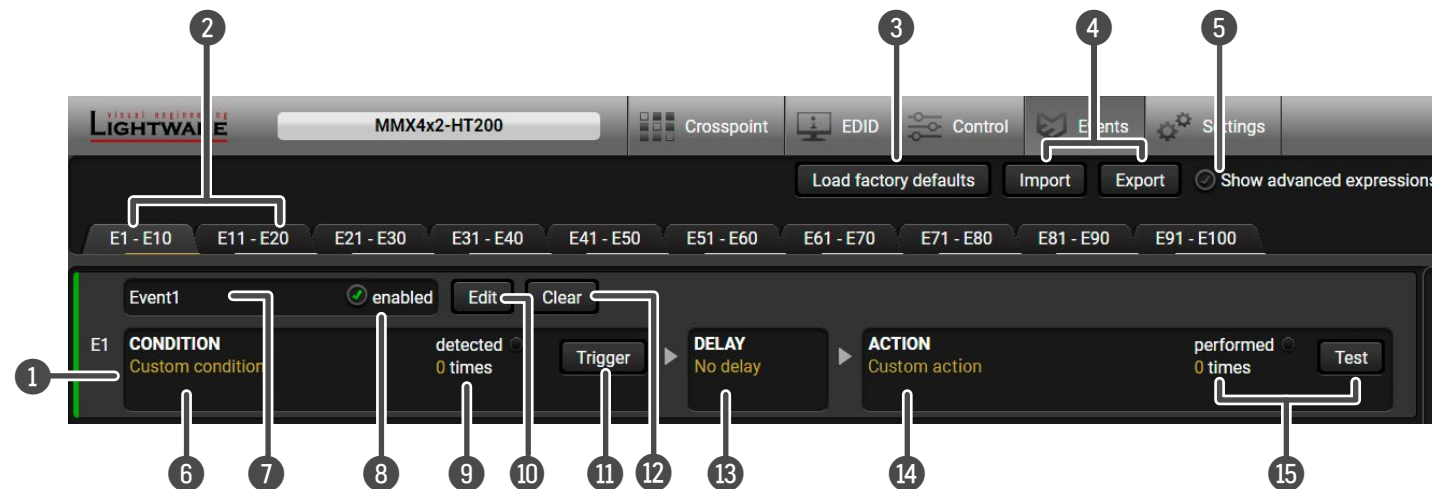 2 3 4 5
visual engineering
LIGHTWARE MMX4x2-HT200 Crosspoint EDID Control Events Settings
Load factory defaults Import Export Show advanced expressions
E1 - E10 E11 - E20 E21 - E30 E31 - E40 E41 - E50 E51 - E60 E61 - E70 E71 - E80 E81 - E90 E91 - E100
Event1 enabled Edit Clear
E1 CONDITION detected Trigger DELAY ACTION performed Test
1 Custom condition 0 times No delay Custom action 0 times
6 7 8 9 10 11 12 13 14 15